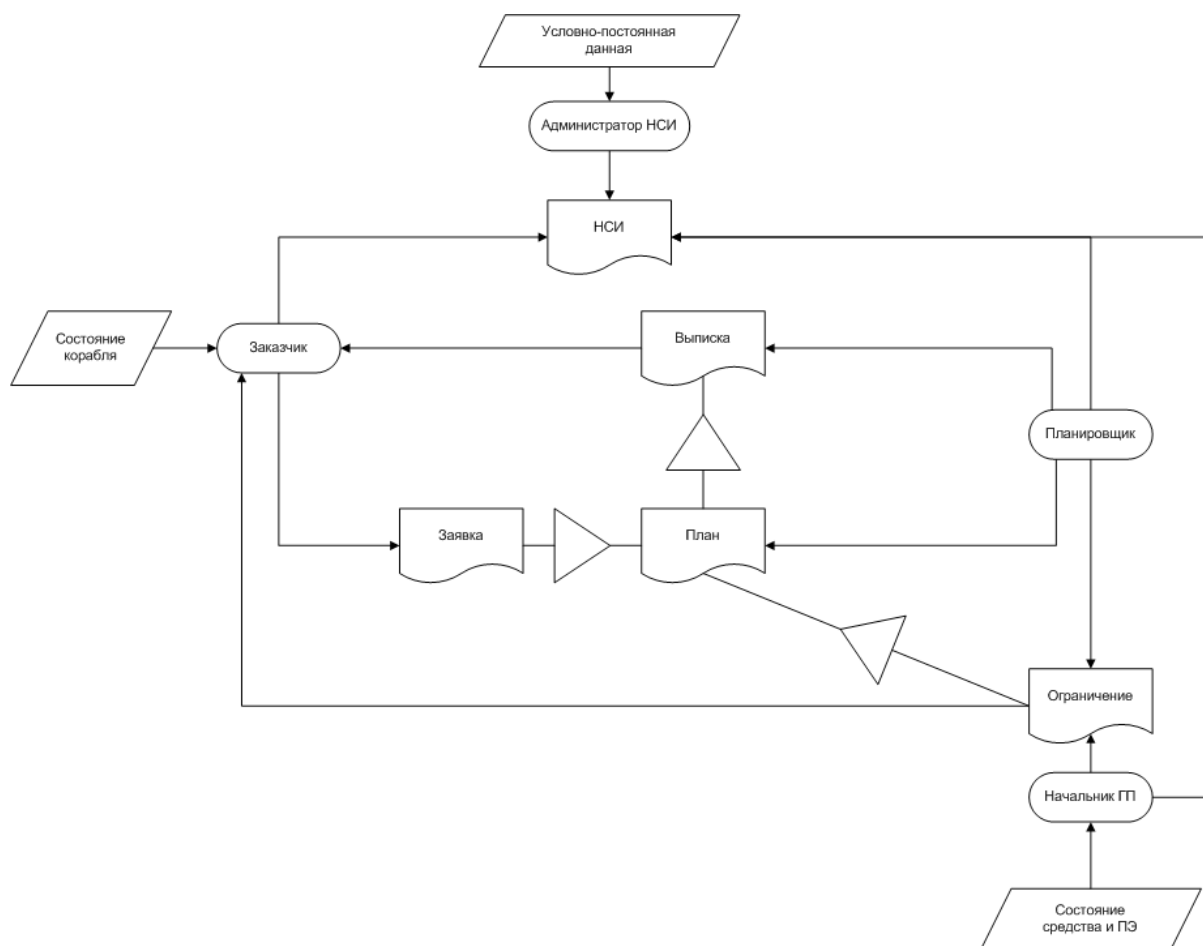 Условно-постоянная
данная
Администратор НСИ
НСИ
Состояние
корабля
Заказчик
Выписка
Планировщик
Заявка
План
Ограничение
Начальник ГП
Состояние
средства и ПЭ